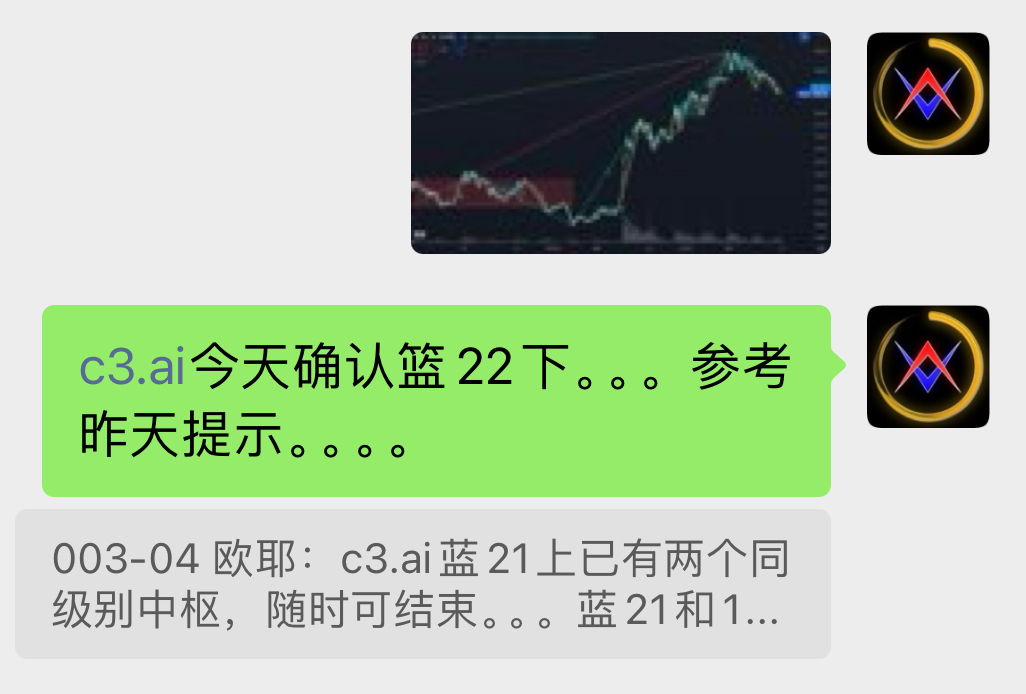 c3.ai今天确认篮22下。。。参考
昨天提示。。。。
003-04 欧耶：c3.ai蓝21上已有两个同
级别中枢，随时可结束。。。蓝21和1...